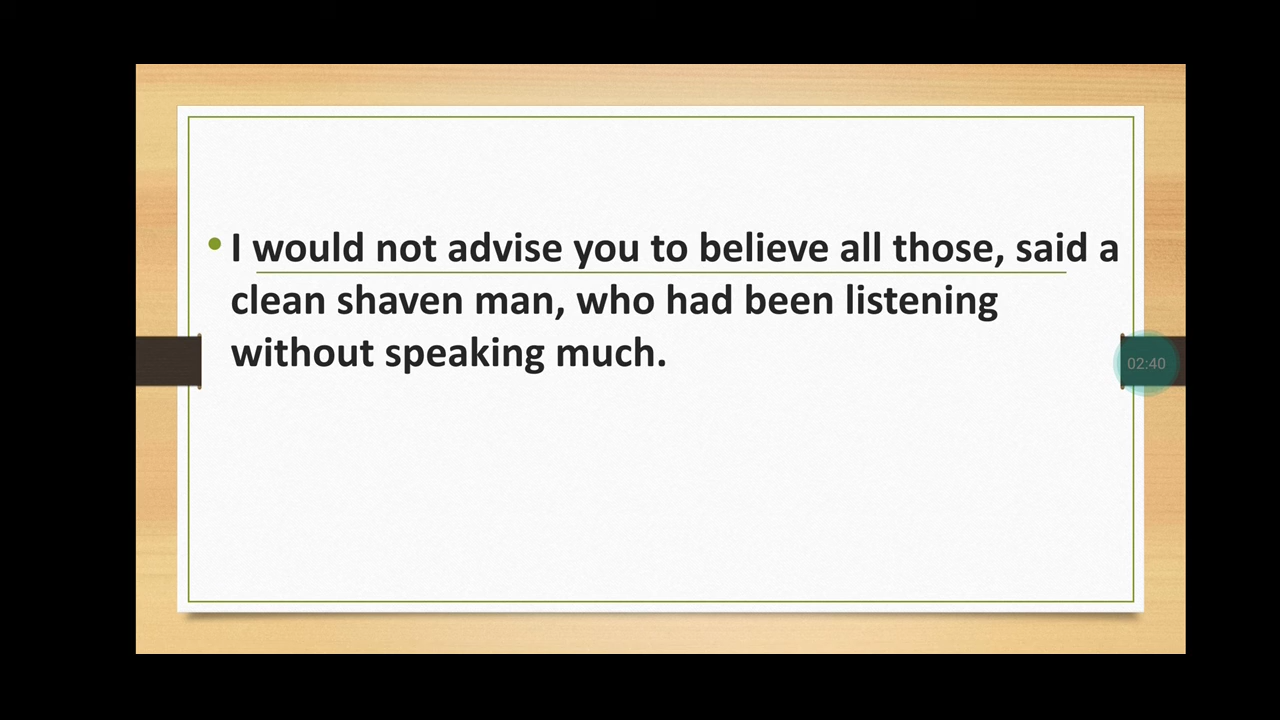 • I would not advise you to believe all those, said a
clean shaven man, who had been listening
without speaking much.
02:40